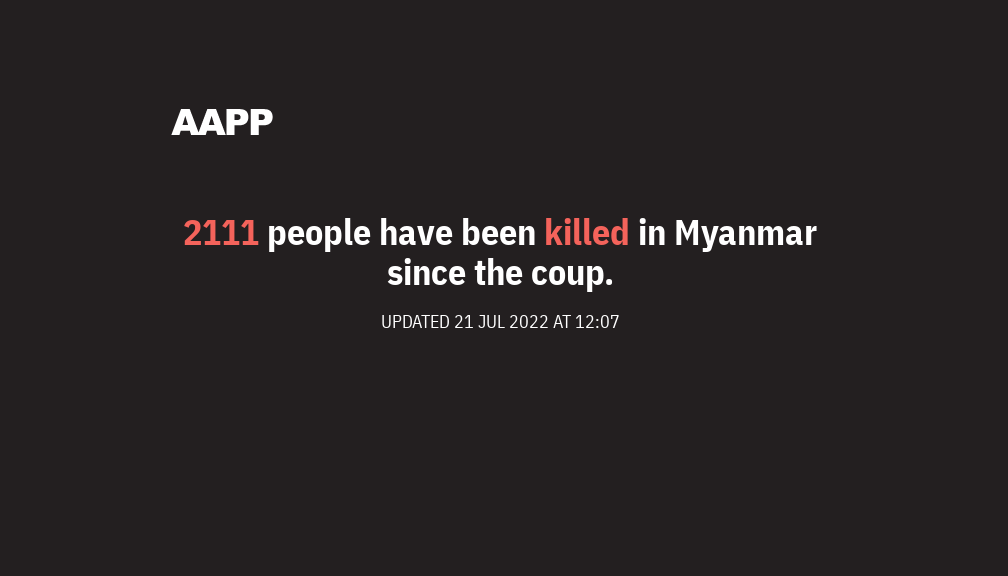 AAPP
2111 people have been killed in Myanmar
since the coup.
UPDATED 21 JUL 2022 AT 12:07